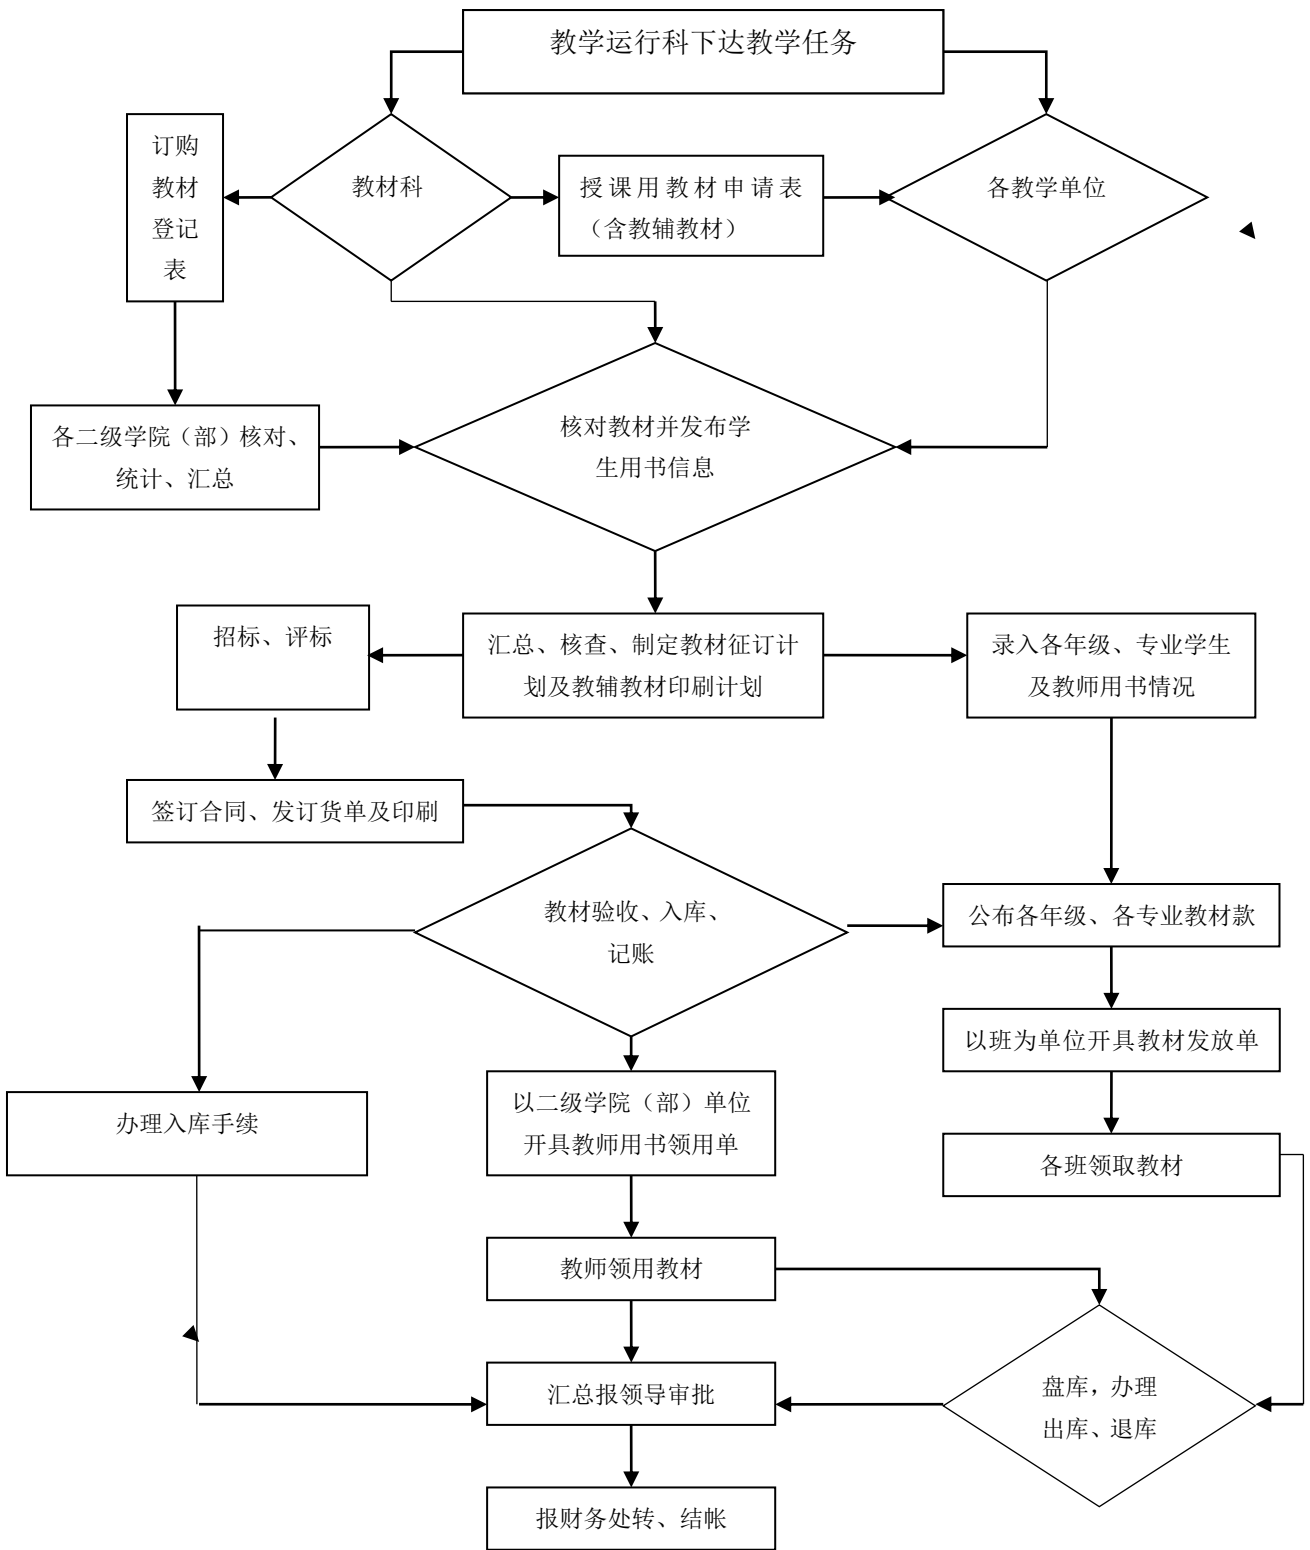 教学运行科下达教学任务
订购
教材
登记
表
教材科
授课用教材申请表
（含教辅教材）
各教学单位
各二级学院（部）核对、
统计、汇总
核对教材并发布学
生用书信息
招标、评标
汇总、核查、制定教材征订计
划及教辅教材印刷计划
录入各年级、专业学生
及教师用书情况
签订合同、发订货单及印刷
教材验收、入库、
记账
公布各年级、各专业教材款
以班为单位开具教材发放单
办理入库手续
以二级学院（部）单位
开具教师用书领用单
各班领取教材
教师领用教材
汇总报领导审批
盘库，办理
出库、退库
报财务处转、结帐